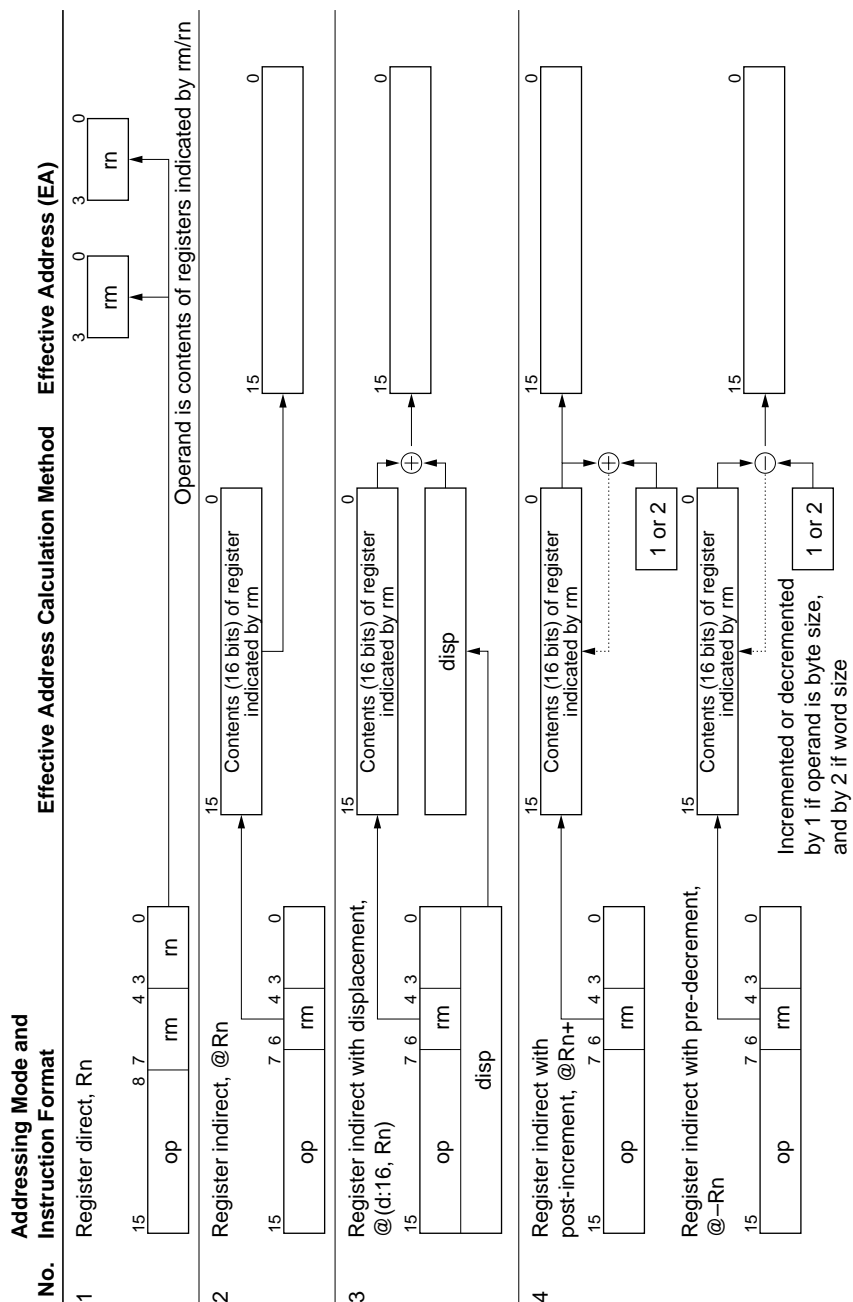 No. Addressing Mode and Instruction Format Effective Address Calculation Method Effective Address (EA)
1 Register direct, Rn
15 8 7 4 3 0
op rm rn
3 0 3 0
rm rn
Operand is contents of registers indicated by rm/rn
2 Register indirect, @Rn
15 7 6 4 3 0
op rm
15 0
Contents (16 bits) of register
indicated by rm
15 0
3 Register indirect with displacement,
@(d:16, Rn)
15 7 6 4 3 0
op rm
disp
15 0
Contents (16 bits) of register
indicated by rm
disp
+
15 0
4 Register indirect with
post-increment, @Rn+
15 7 6 4 3 0
op rm
15 0
Contents (16 bits) of register
indicated by rm
+
1 or 2
15 0
Register indirect with pre-decrement,
@–Rn
15 7 6 4 3 0
op rm
15 0
Contents (16 bits) of register
indicated by rm
–
1 or 2
15 0
Incremented or decremented
by 1 if operand is byte size,
and by 2 if word size